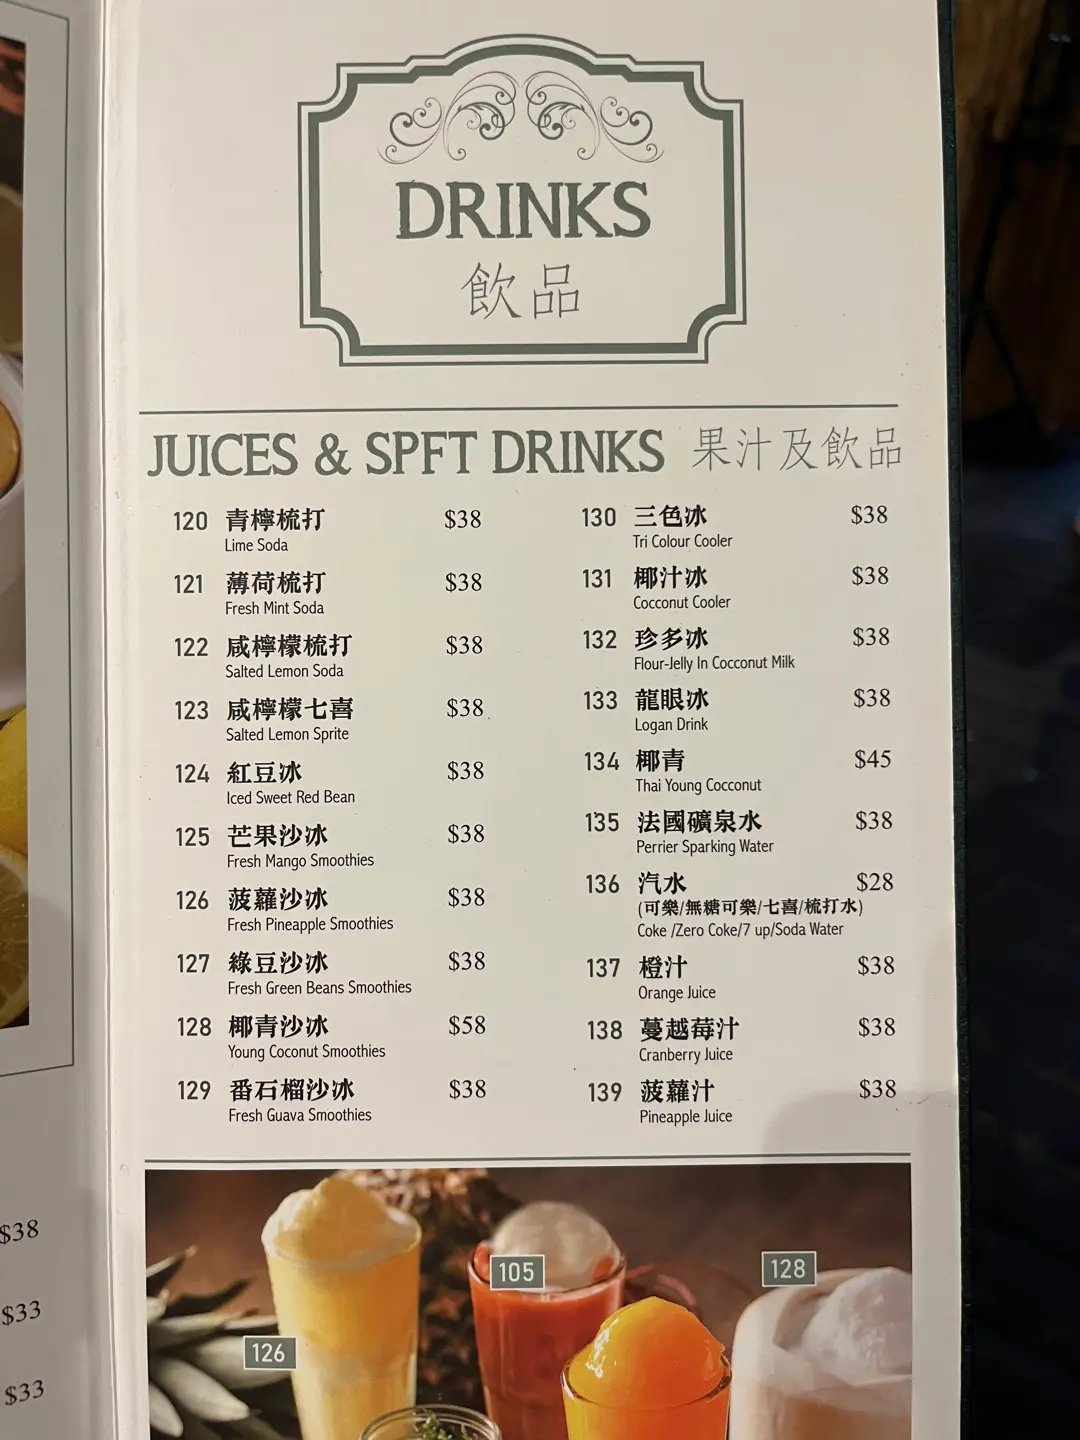 DRINKS
飲品
JUICES & SPFT DRINKS 果汁及飲品
120 青檸梳打 $38
Lime Soda
121 薄荷梳打 $38
Fresh Mint Soda
122 咸檸檬梳打 $38
Salted Lemon Soda
123 咸檸檬七喜 $38
Salted Lemon Sprite
124 紅豆冰 $38
Iced Sweet Red Bean
125 芒果沙冰 $38
Fresh Mango Smoothies
126 菠蘿沙冰 $38
Fresh Pineapple Smoothies
127 綠豆沙冰 $38
Fresh Green Beans Smoothies
128 椰青沙冰 $58
Young Coconut Smoothies
129 番石榴沙冰 $38
Fresh Guava Smoothies
130 三色冰 $38
Tri Colour Cooler
131 椰汁冰 $38
Cocconut Cooler
132 珍多冰 $38
Flour-Jelly In Cocconut Milk
133 龍眼冰 $38
Logan Drink
134 椰青 $45
Thai Young Cocconut
135 法國礦泉水 $38
Perrier Sparking Water
136 汽水 $28
(可樂/無糖可樂/七喜/梳打水)
Coke /Zero Coke/7 up/Soda Water
137 橙汁 $38
Orange Juice
138 蔓越莓汁 $38
Cranberry Juice
139 菠蘿汁 $38
Pineapple Juice
105
128
126
$38
$33
$33